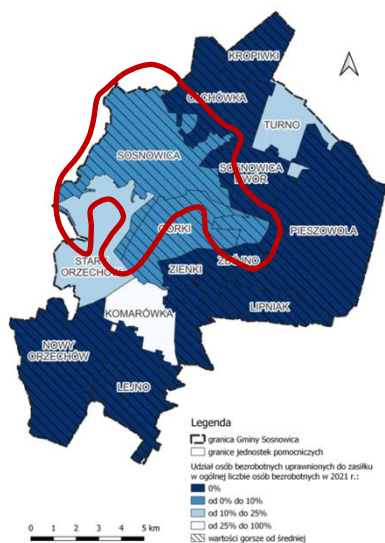 KROPIWKI
OLCHÓWKA
TURNO
SOSNOWICA
SOSNOWICA
DWÓR
PIESZOWOLA
GÓRKI
STARY
ORZECHÓW
ZBÓJNO
ZIENKI
LIPNIAK
KOMARÓWKA
NOWY
ORZECHÓW
LEJNO
Legenda
granica Gminy Sosnowica
granice jednostek pomocniczych
Udział osób bezrobotnych uprawnionych do zasiłku
w ogólnej liczbie osób bezrobotnych w 2021 r.:
0%
od 0% do 10%
od 10% do 25%
od 25% do 100%
wartości gorsze od średniej
0 1 2 3 4 5 km